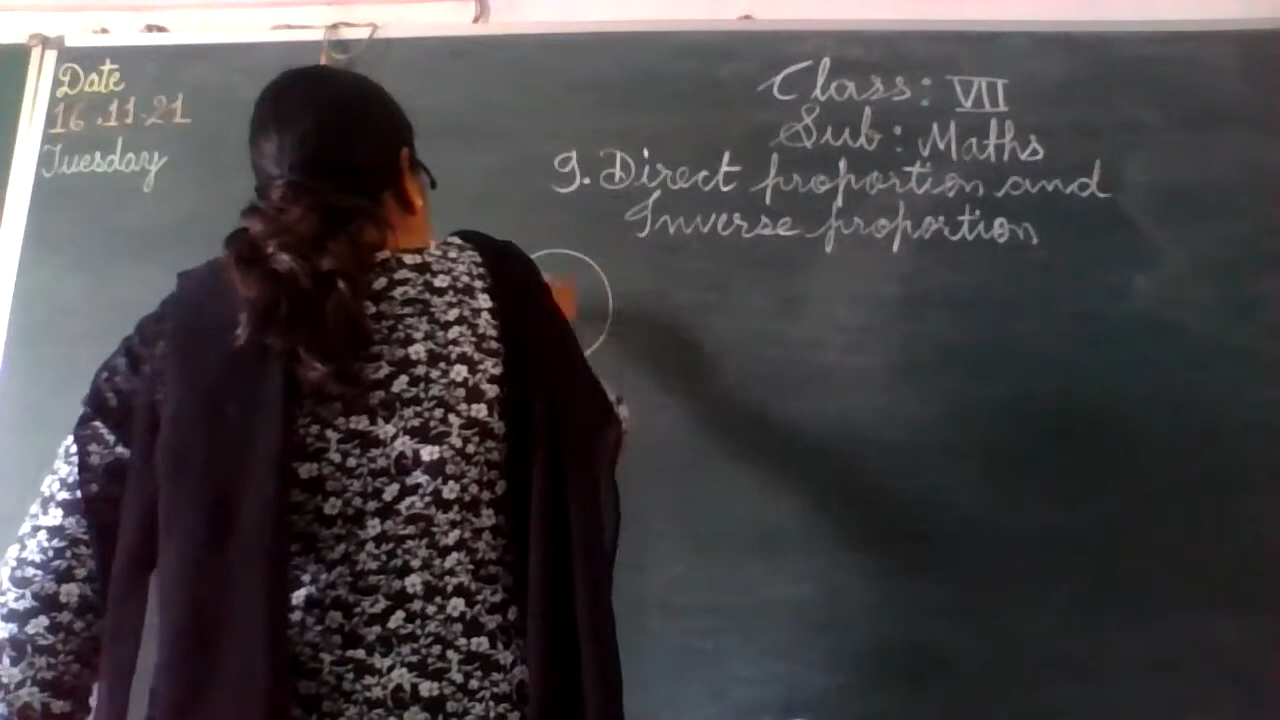 Date
16.11.21
Tuesday
Class: VII
Sub: Maths
9. Direct proportion and
Inverse proportion